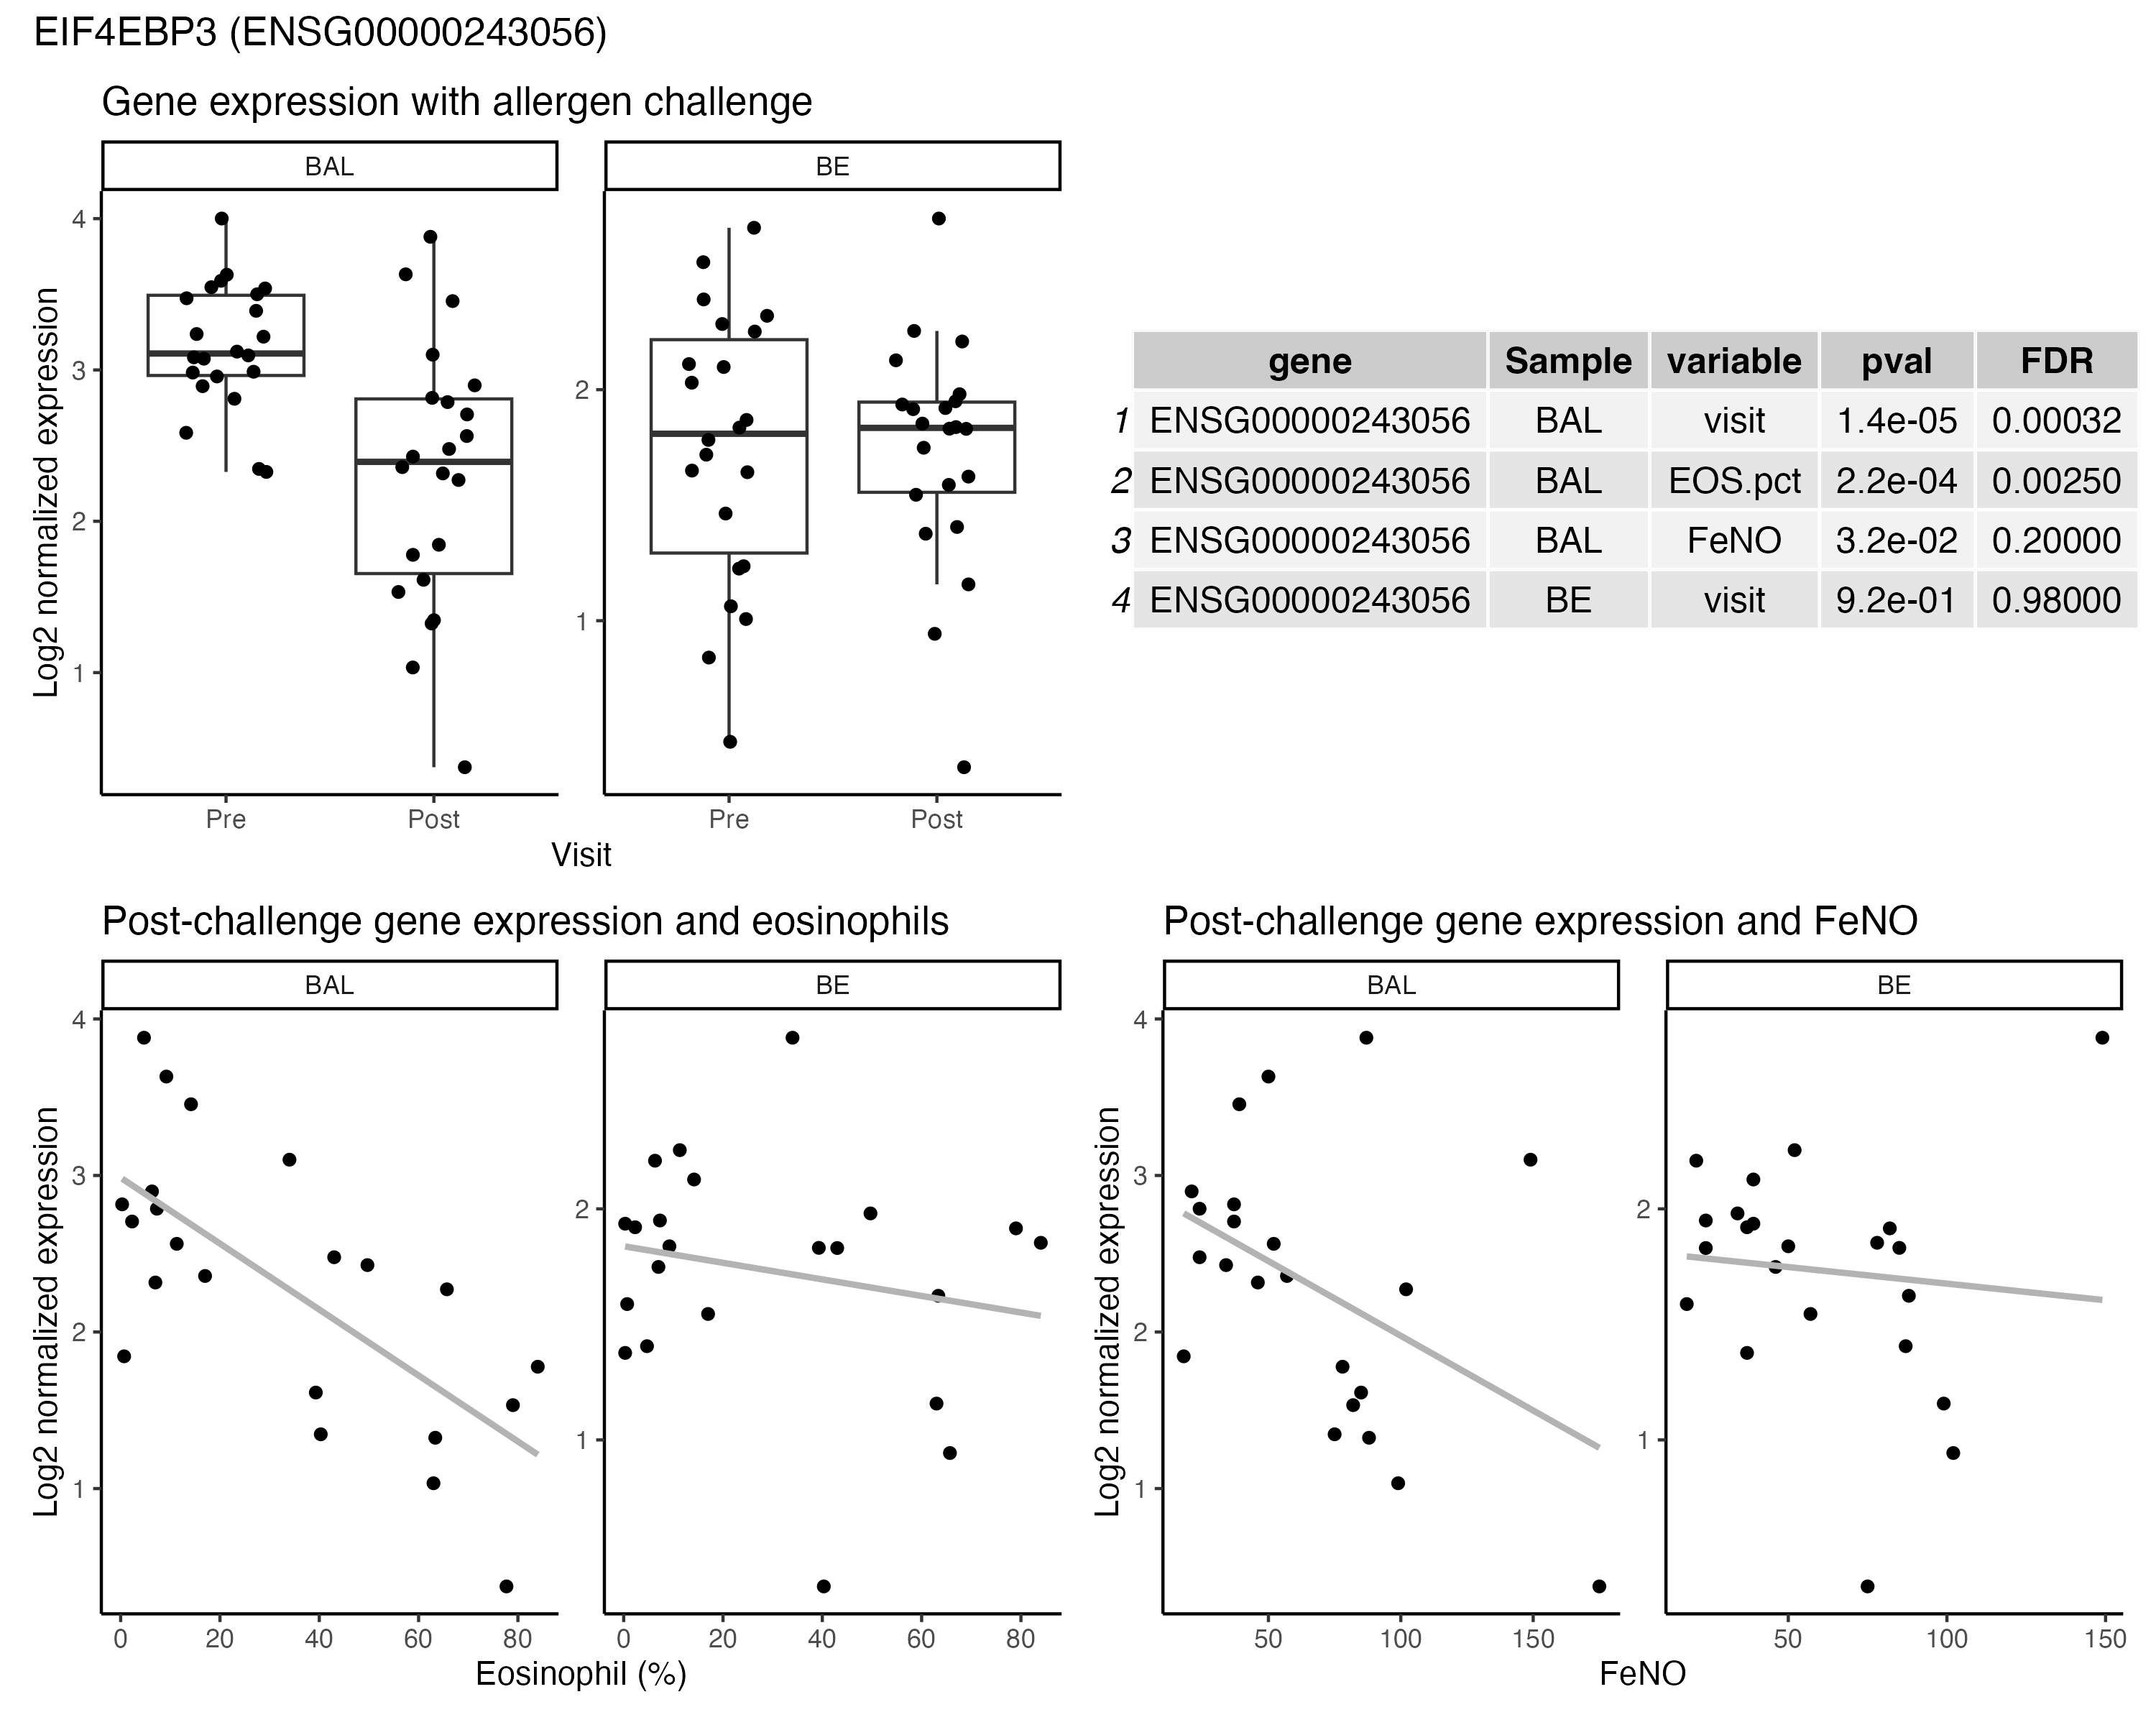 EIF4EBP3 (ENSG00000243056)
Gene expression with allergen challenge
BAL BE
Log2 normalized expression
4
3
2
1
2
1
Pre Post Pre Post
Visit
gene Sample variable pval FDR
1 ENSG00000243056 BAL visit 1.4e-05 0.00032
2 ENSG00000243056 BAL EOS.pct 2.2e-04 0.00250
3 ENSG00000243056 BAL FeNO 3.2e-02 0.20000
4 ENSG00000243056 BE visit 9.2e-01 0.98000
Post-challenge gene expression and eosinophils
BAL BE
Log2 normalized expression
4
3
2
1
2
1
0 20 40 60 80 0 20 40 60 80
Eosinophil (%)
Post-challenge gene expression and FeNO
BAL BE
Log2 normalized expression
4
3
2
1
2
1
50 100 150 50 100 150
FeNO